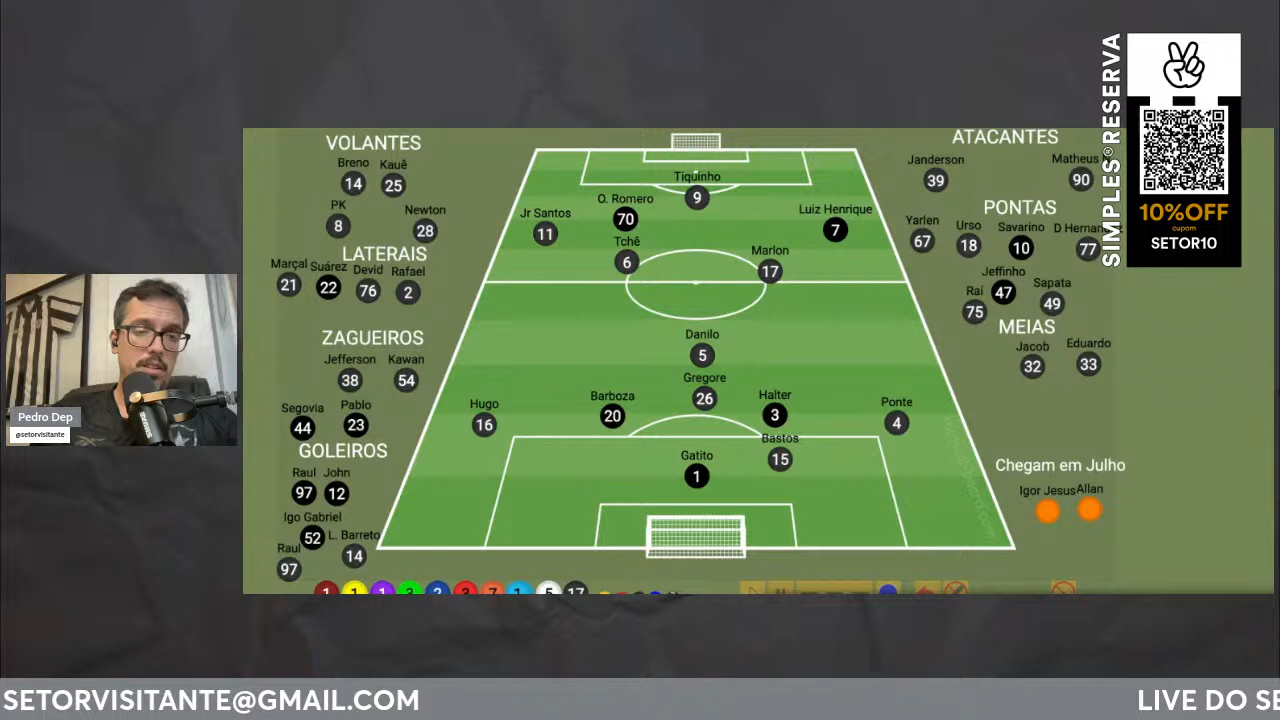 VOLANTES
Breno
Kauê
14
25
PK
Newton
8
28
LATERAIS
Marçal
Suárez
Devid
Rafael
21
22
76
2
ZAGUEIROS
Jefferson
Kawan
38
54
Segovia
Pablo
44
23
GOLEIROS
Raul
John
97
12
Igo Gabriel
52
L. Barreto
Raul
14
97
Tiquinho
9
O. Romero
70
Jr Santos
11
Luiz Henrique
7
Tchê
6
Marlon
17
Danilo
5
Gregore
26
Hugo
16
Barboza
20
Halter
3
Ponte
4
Bastos
15
Gatito
1
ATACANTES
Janderson
Matheus
39
90
PONTAS
Yarlen
Urso
Savarino
D Hernan
67
18
10
77
Jeffinho
47
Raí
Sapata
75
49
MEIAS
Jacob
Eduardo
32
33
Chegam em Julho
Igor Jesus
Allan
SIMPLES®RESERVA
10%OFF
cupom
SETOR10
Pedro Dep
@setorvisitante
SETORVISITANTE@GMAIL.COM
LIVE DO SE